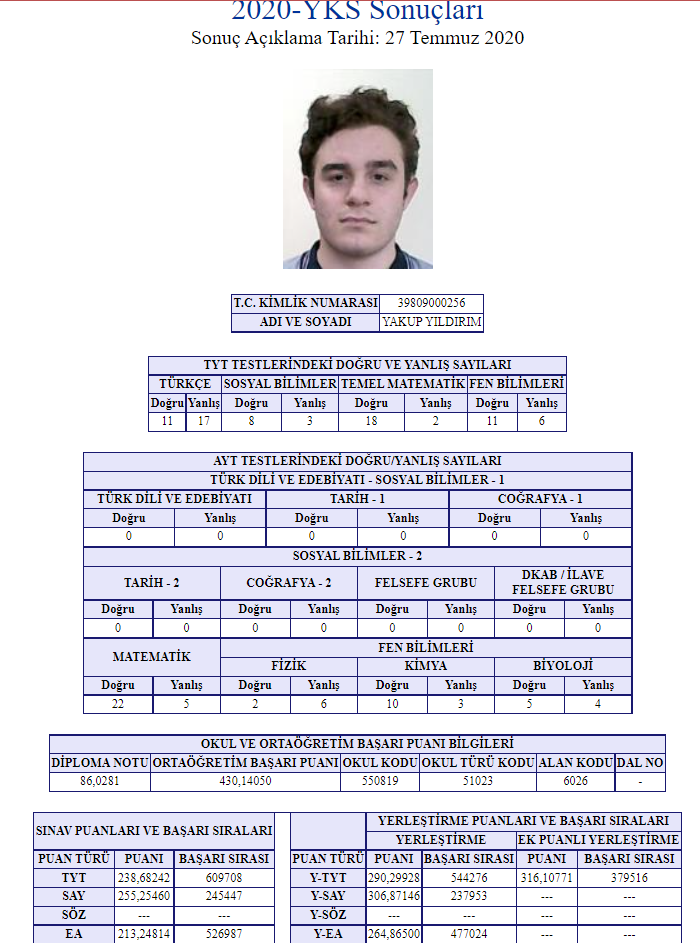 2020-YKS Sonuçları
Sonuç Açıklama Tarihi: 27 Temmuz 2020
T.C. KİMLİK NUMARASI 39809000256
ADI VE SOYADI YAKUP YILDIRIM
TYT TESTLERİNDEKİ DOĞRU VE YANLIŞ SAYILARI
TÜRKÇE SOSYAL BİLİMLER TEMEL MATEMATİK FEN BİLİMLERİ
Doğru Yanlış Doğru Yanlış Doğru Yanlış Doğru Yanlış
11 17 8 3 18 2 11 6
AYT TESTLERİNDEKİ DOĞRU/YANLIŞ SAYILARI
TÜRK DİLİ VE EDEBİYATI - SOSYAL BİLİMLER - 1
TÜRK DİLİ VE EDEBİYATI TARİH - 1 COĞRAFYA - 1
Doğru Yanlış Doğru Yanlış Doğru Yanlış
0 0 0 0 0 0
SOSYAL BİLİMLER - 2
TARİH - 2 COĞRAFYA - 2 FELSEFE GRUBU DKAB / İLAVE
FELSEFE GRUBU
Doğru Yanlış Doğru Yanlış Doğru Yanlış Doğru Yanlış
0 0 0 0 0 0 0 0
MATEMATİK FEN BİLİMLERİ
FİZİK KİMYA BİYOLOJİ
Doğru Yanlış Doğru Yanlış Doğru Yanlış Doğru Yanlış
22 5 2 6 10 3 5 4
OKUL VE ORTAÖĞRETİM BAŞARI PUANI BİLGİLERİ
DİPLOMA NOTU ORTAÖĞRETİM BAŞARI PUANI OKUL KODU OKUL TÜRÜ KODU ALAN KODU DAL NO
86,0281 430,14050 550819 51023 6026 -
SINAV PUANLARI VE BAŞARI SIRALARI
PUAN TÜRÜ PUANI BAŞARI SIRASI
TYT 238,68242 609708
SAY 255,25460 245447
SÖZ --- ---
EA 213,24814 526987
YERLEŞTİRME PUANLARI VE BAŞARI SIRALARI
YERLEŞTİRME EK PUANLI YERLEŞTİRME
PUAN TÜRÜ PUANI BAŞARI SIRASI PUANI BAŞARI SIRASI
Y-TYT 290,29928 544276 316,10771 379516
Y-SAY 306,87146 237953 --- ---
Y-SÖZ --- --- --- ---
Y-EA 264,86500 477024 --- ---